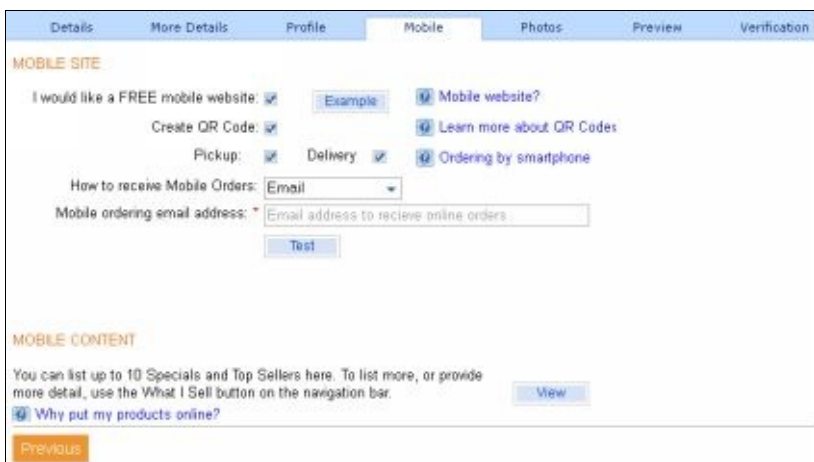 Details More Details Profile Mobile Photos Preview Verification
MOBILE SITE
I would like a FREE mobile website: Example Mobile website?
Create QR Code: Learn more about QR Codes
Pickup: Delivery Ordering by smartphone
How to receive Mobile Orders: Email
Mobile ordering email address: * Email address to recieve online orders
Test
MOBILE CONTENT
You can list up to 10 Specials and Top Sellers here. To list more, or provide
more detail, use the What I Sell button on the navigation bar. View
Why put my products online?
Previous